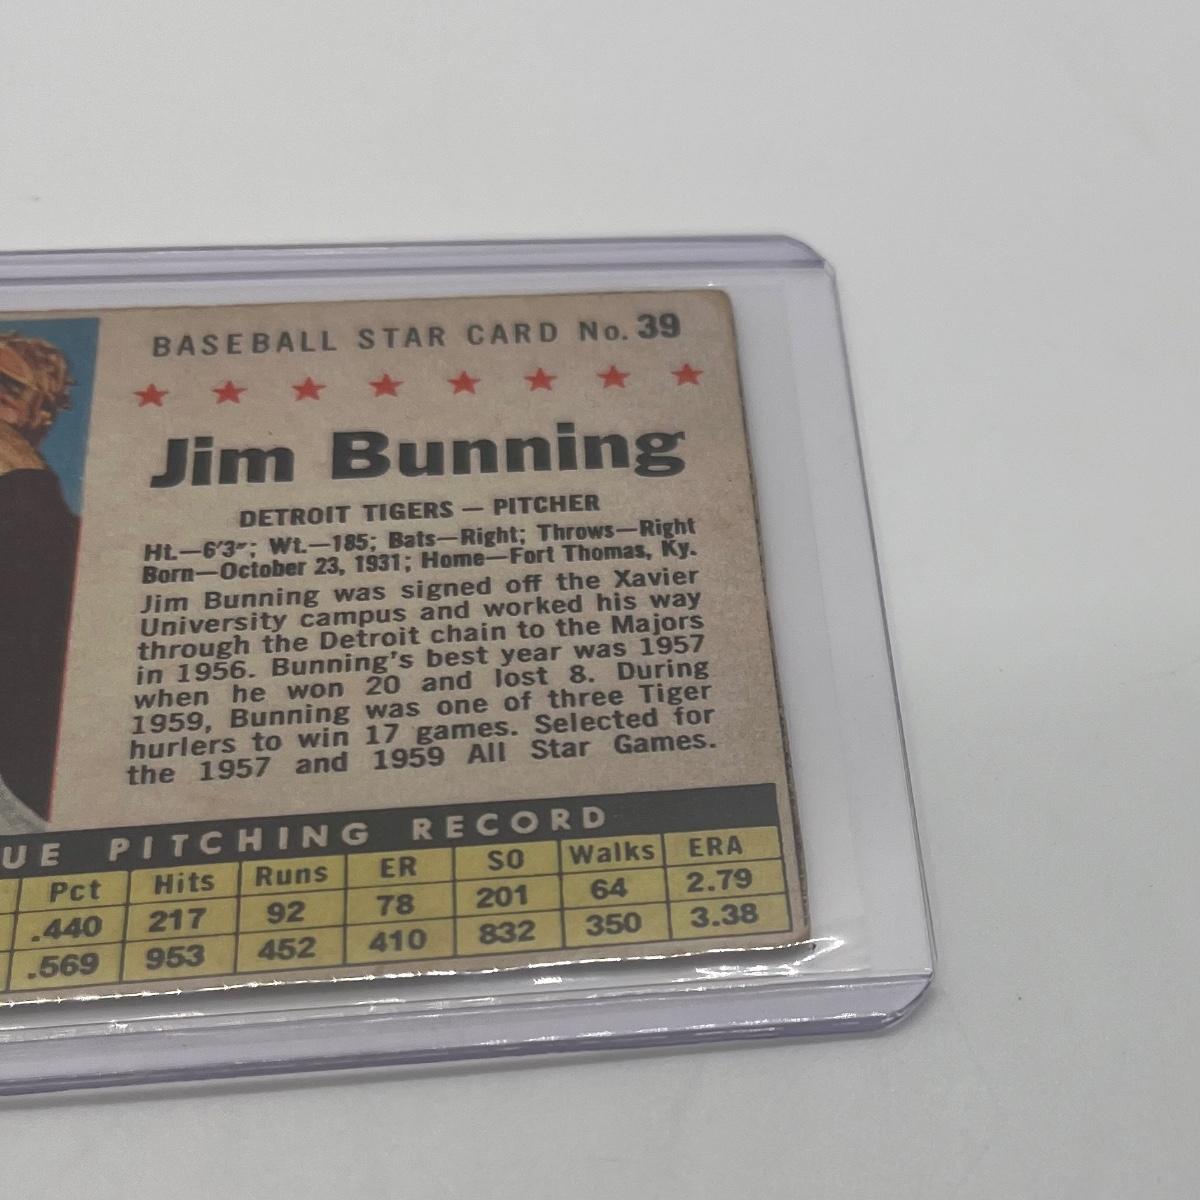 BASEBALL STAR CARD No. 39
Jim Bunning
DETROIT TIGERS — PITCHER
Ht.—6'3"; Wt.—185; Bats—Right; Throws—Right
Born—October 23, 1931; Home—Fort Thomas, Ky.
Jim Bunning was signed off the Xavier
University campus and worked his way
through the Detroit chain to the Majors
in 1956. Bunning's best year was 1957
when he won 20 and lost 8. During
1959, Bunning was one of three Tiger
hurlers to win 17 games. Selected for
the 1957 and 1959 All Star Games.
UE PITCHING RECORD
Pct Hits Runs ER SO Walks ERA
.440 217 92 78 201 64 2.79
.569 953 452 410 832 350 3.38